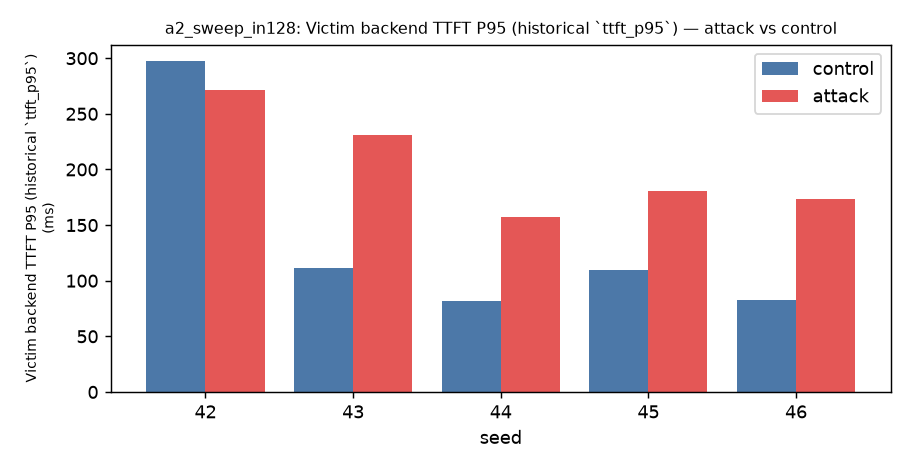 a2_sweep_in128: Victim backend TTFT P95 (historical `ttft_p95`) — attack vs control
Victim backend TTFT P95 (historical `ttft_p95`)
(ms)
300
250
200
150
100
50
0
control
attack
42
43
44
45
46
seed